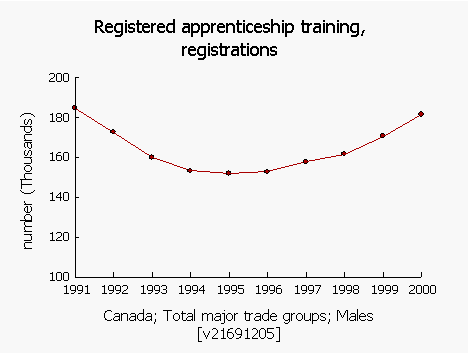 Registered apprenticeship training,
registrations
number (Thousands)
200
180
160
140
120
100
1991 1992 1993 1994 1995 1996 1997 1998 1999 2000
Canada; Total major trade groups; Males
[v21691205]